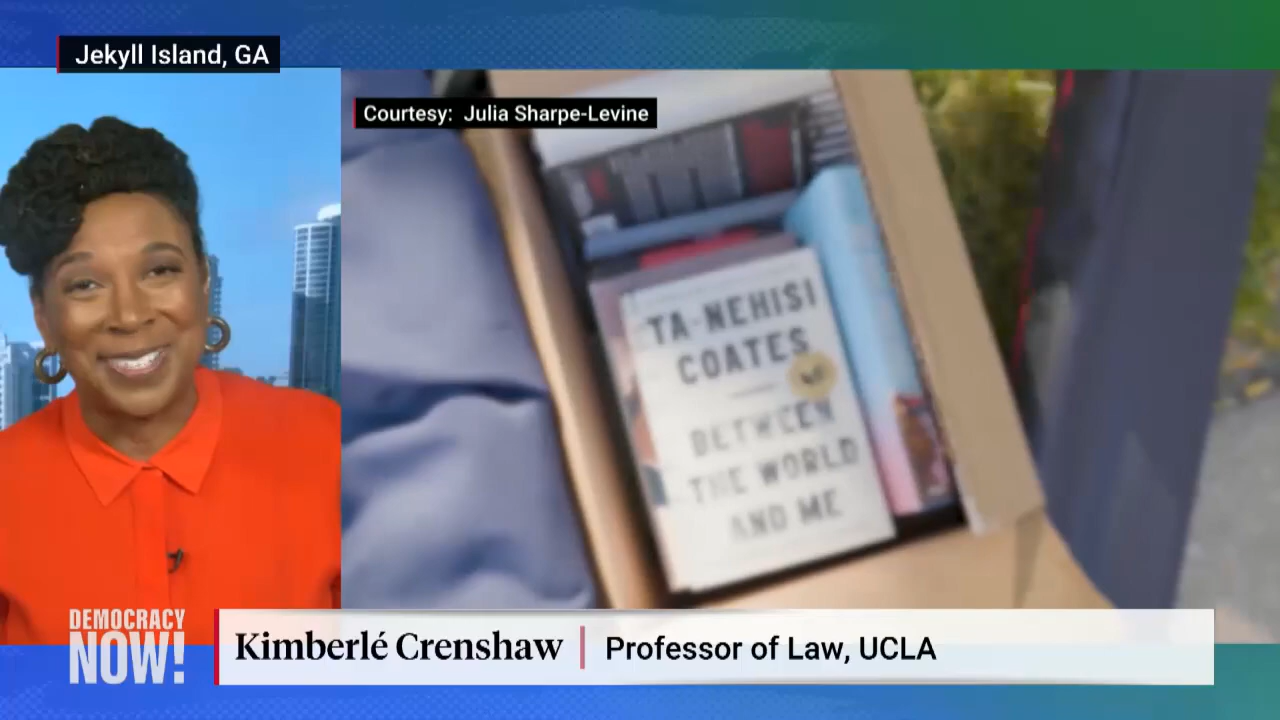 Jekyll Island, GA
Courtesy: Julia Sharpe-Levine
TA-NEHISI
COATES
BETWEEN
THE WORLD
AND ME
DEMOCRACY
NOW!
Kimberlé Crenshaw | Professor of Law, UCLA